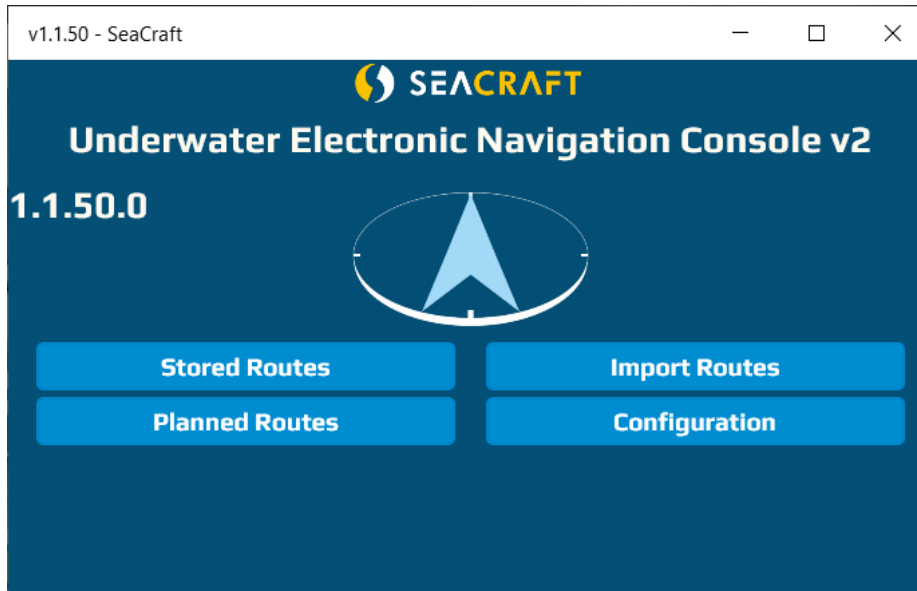 v1.1.50 - SeaCraft
SEACRAFT
Underwater Electronic Navigation Console v2
1.1.50.0
Stored Routes
Import Routes
Planned Routes
Configuration